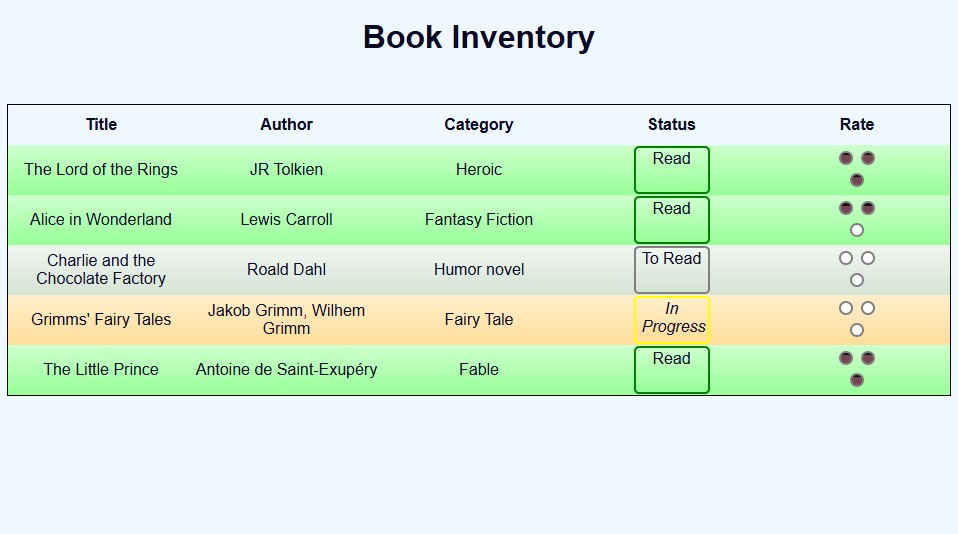 Book Inventory
Title Author Category Status Rate
The Lord of the Rings JR Tolkien Heroic Read
Alice in Wonderland Lewis Carroll Fantasy Fiction Read
Charlie and the
Chocolate Factory
Roald Dahl Humor novel To Read
Grimms' Fairy Tales
Jakob Grimm, Wilhem
Grimm
Fairy Tale
In
Progress
The Little Prince Antoine de Saint-Exupéry Fable Read